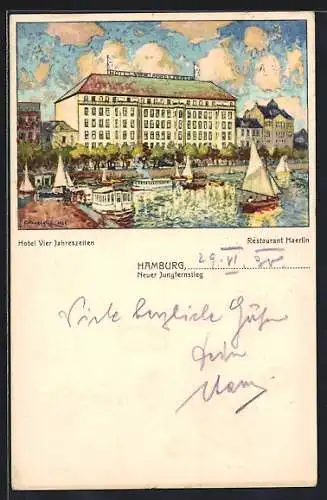 HOTEL VIER JAHRESZEITEN
Hotel Vier Jahreszeiten
Restaurant Haerlin
HAMBURG, 29. VI.
Neuer Jungfernstieg
Viele herzliche Grüße